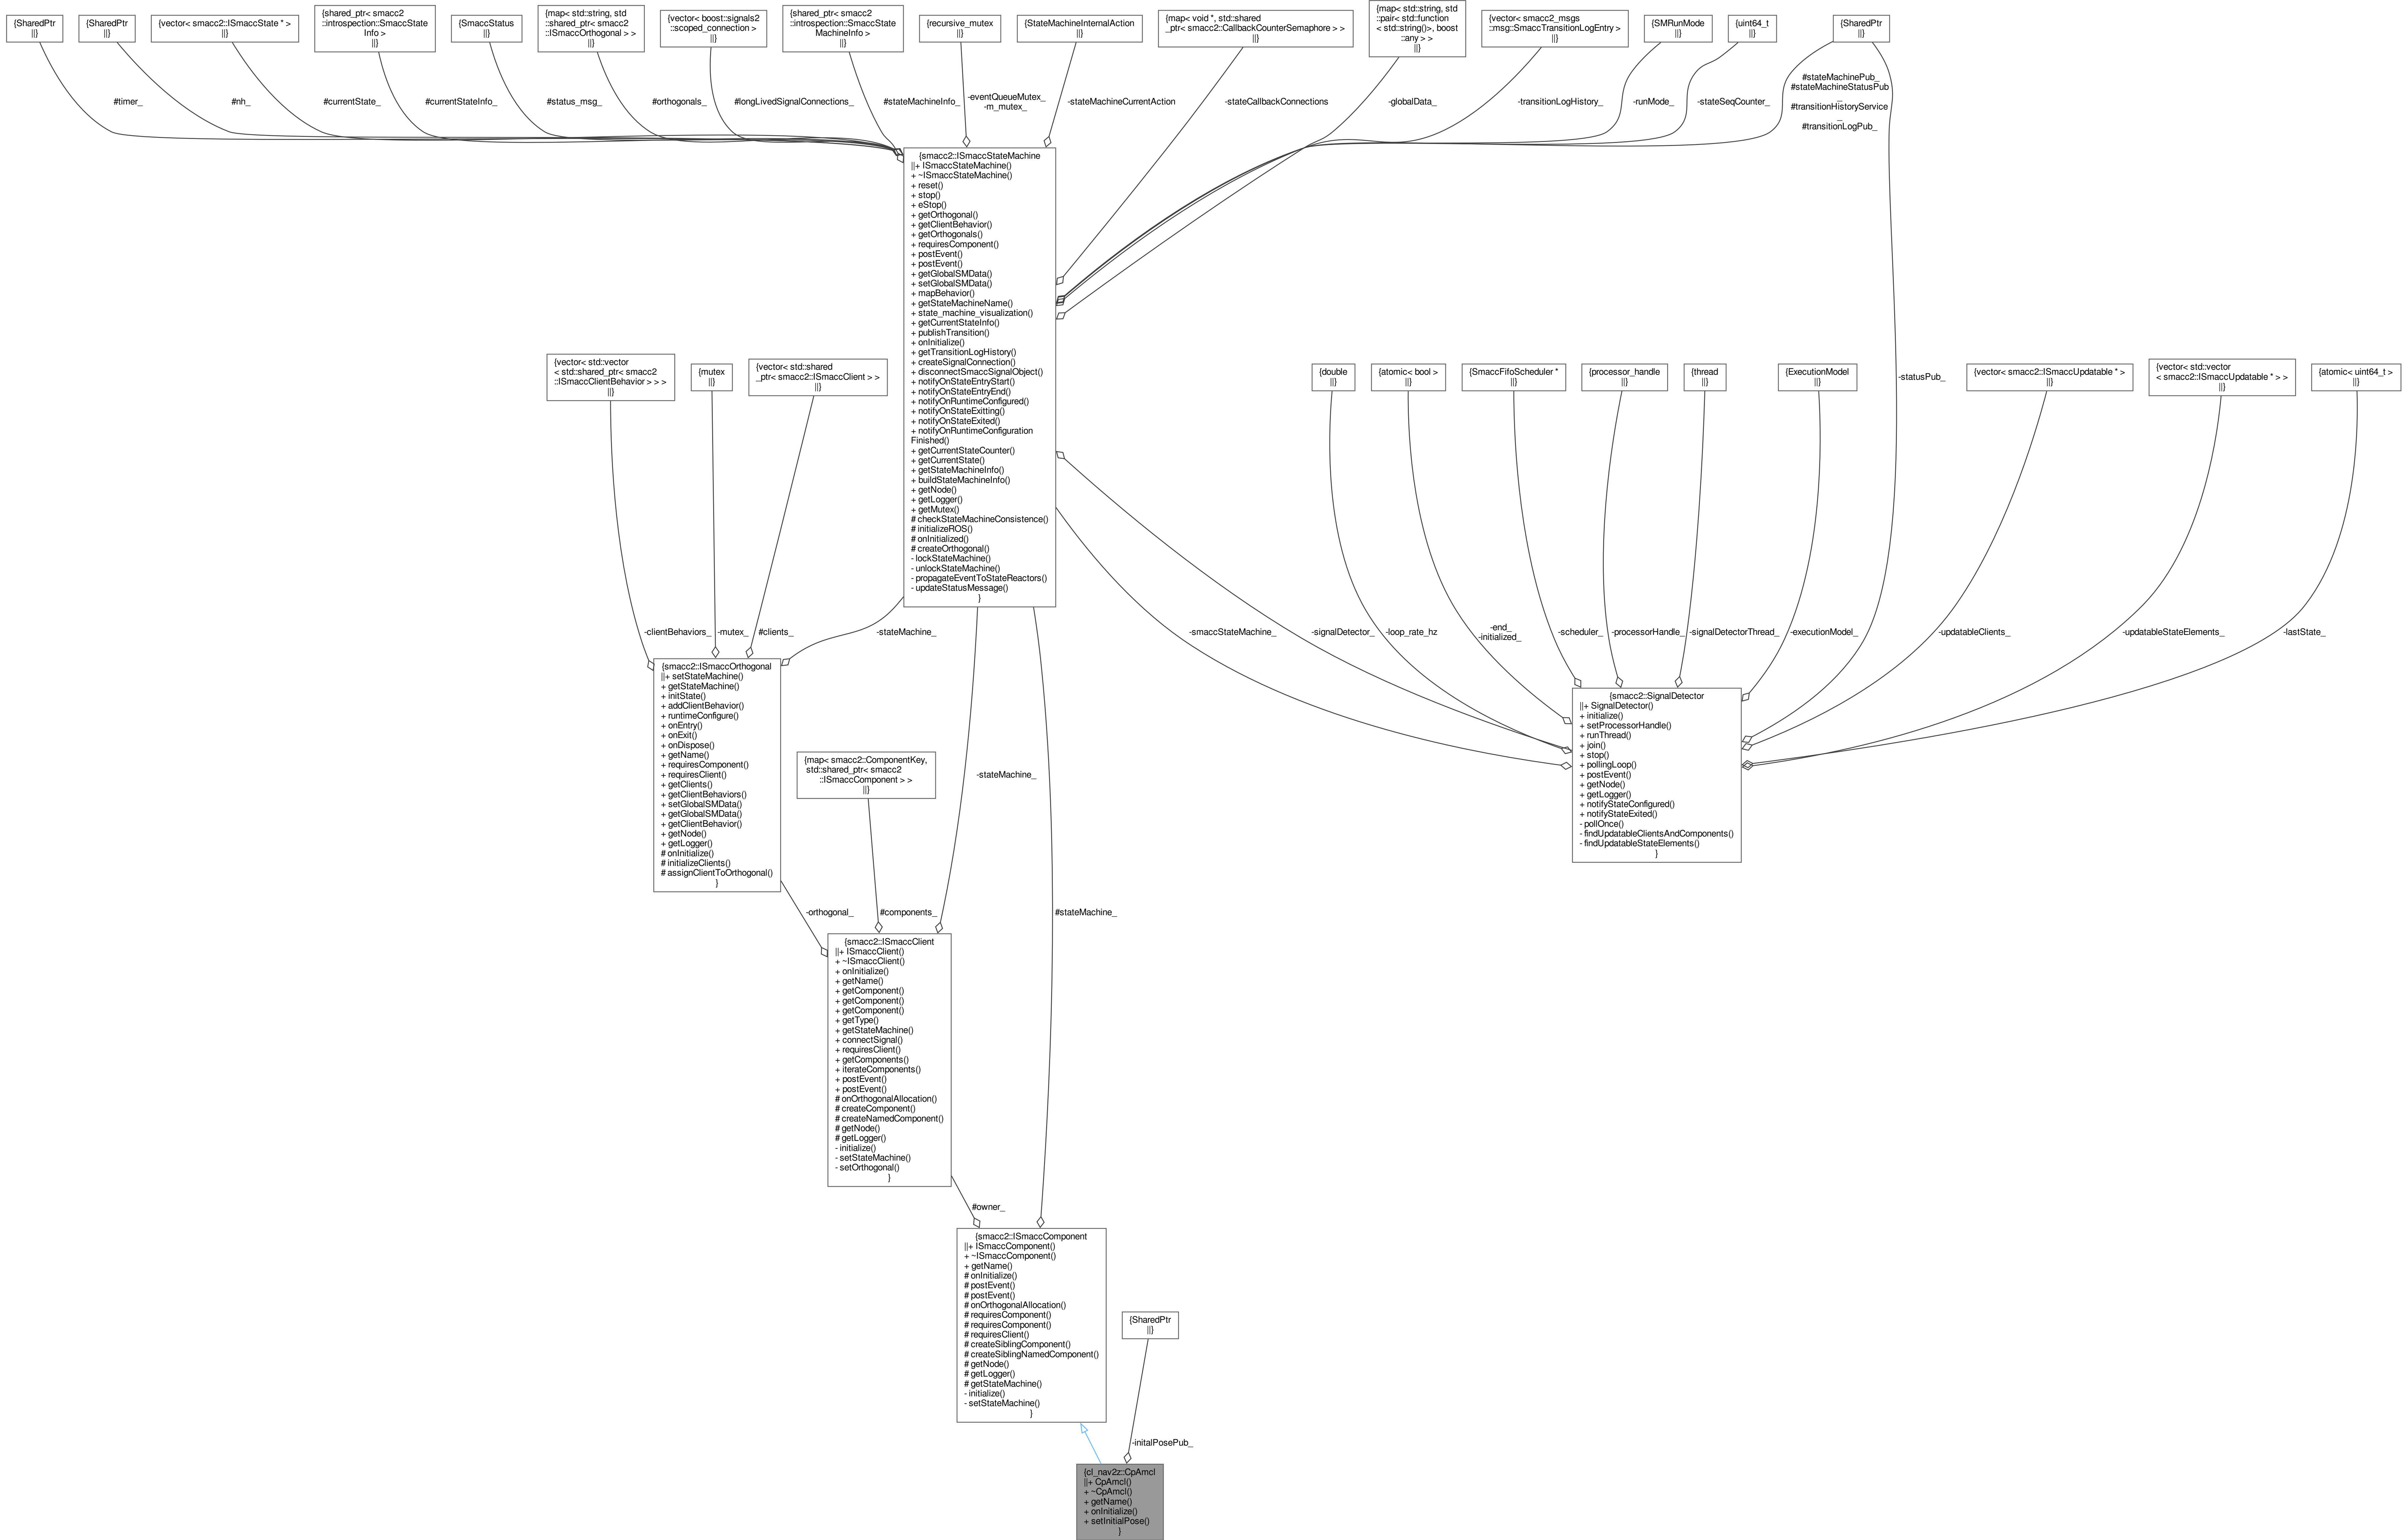 {SharedPtr
||}
{SharedPtr
||}
{vector< smacc2::ISmaccState * >
||}
{shared_ptr< smacc2
::introspection::SmaccState
Info >
||}
{SmaccStatus
||}
{map< std::string, std
::shared_ptr< smacc2
::ISmaccOrthogonal > >
||}
{vector< boost::signals2
::scoped_connection >
||}
{shared_ptr< smacc2
::introspection::SmaccState
MachineInfo >
||}
{recursive_mutex
||}
{StateMachineInternalAction
||}
{map< void *, std::shared
_ptr< smacc2::CallbackCounterSemaphore > >
||}
{map< std::string, std
::pair< std::function
< std::string()>, boost
::any > >
||}
{vector< smacc2_msgs
::msg::SmaccTransitionLogEntry >
||}
{SMRunMode
||}
{uint64_t
||}
{SharedPtr
||}
#timer_
#nh_
#currentState_
#currentStateInfo_
#status_msg_
#orthogonals_
#longLivedSignalConnections_
#stateMachineInfo_
-eventQueueMutex_
-m_mutex_
-stateMachineCurrentAction
-stateCallbackConnections
-globalData_
-transitionLogHistory_
-runMode_
-stateSeqCounter_
#stateMachinePub_
#stateMachineStatusPub
_
#transitionHistoryService
_
#transitionLogPub_
{smacc2::ISmaccStateMachine
||+ ISmaccStateMachine()
+ ~ISmaccStateMachine()
+ reset()
+ stop()
+ eStop()
+ getOrthogonal()
+ getClientBehavior()
+ getOrthogonals()
+ requiresComponent()
+ postEvent()
+ postEvent()
+ getGlobalSMData()
+ setGlobalSMData()
+ mapBehavior()
+ getStateMachineName()
+ state_machine_visualization()
+ getCurrentStateInfo()
+ publishTransition()
+ onInitialize()
+ getTransitionLogHistory()
+ createSignalConnection()
+ disconnectSmaccSignalObject()
+ notifyOnStateEntryStart()
+ notifyOnStateEntryEnd()
+ notifyOnRuntimeConfigured()
+ notifyOnStateExitting()
+ notifyOnStateExited()
+ notifyOnRuntimeConfiguration
Finished()
+ getCurrentStateCounter()
+ getCurrentState()
+ getStateMachineInfo()
+ buildStateMachineInfo()
+ getNode()
+ getLogger()
+ getMutex()
# checkStateMachineConsistence()
# initializeROS()
# onInitialized()
# createOrthogonal()
- lockStateMachine()
- unlockStateMachine()
- propagateEventToStateReactors()
- updateStatusMessage()
}
{vector< std::vector
< std::shared_ptr< smacc2
::ISmaccClientBehavior > > >
||}
{mutex
||}
{vector< std::shared
_ptr< smacc2::ISmaccClient > >
||}
{double
||}
{atomic< bool >
||}
{SmaccFifoScheduler *
||}
{processor_handle
||}
{thread
||}
{ExecutionModel
||}
-statusPub_
{vector< smacc2::ISmaccUpdatable * >
||}
{vector< std::vector
< smacc2::ISmaccUpdatable * > >
||}
{atomic< uint64_t >
||}
-clientBehaviors_
-mutex_
#clients_
-stateMachine_
-smaccStateMachine_
-signalDetector_
-loop_rate_hz
-end_
-initialized_
-scheduler_
-processorHandle_
-signalDetectorThread_
-executionModel_
-updatableClients_
-updatableStateElements_
-lastState_
{smacc2::ISmaccOrthogonal
||+ setStateMachine()
+ getStateMachine()
+ initState()
+ addClientBehavior()
+ runtimeConfigure()
+ onEntry()
+ onExit()
+ onDispose()
+ getName()
+ requiresComponent()
+ requiresClient()
+ getClients()
+ getClientBehaviors()
+ setGlobalSMData()
+ getGlobalSMData()
+ getClientBehavior()
+ getNode()
+ getLogger()
# onInitialize()
# initializeClients()
# assignClientToOrthogonal()
}
{smacc2::SignalDetector
||+ SignalDetector()
+ initialize()
+ setProcessorHandle()
+ runThread()
+ join()
+ stop()
+ pollingLoop()
+ postEvent()
+ getNode()
+ getLogger()
+ notifyStateConfigured()
+ notifyStateExited()
- pollOnce()
- findUpdatableClientsAndComponents()
- findUpdatableStateElements()
}
{map< smacc2::ComponentKey,
std::shared_ptr< smacc2
::ISmaccComponent > >
||}
-stateMachine_
-orthogonal_
#components_
#stateMachine_
{smacc2::ISmaccClient
||+ ISmaccClient()
+ ~ISmaccClient()
+ onInitialize()
+ getName()
+ getComponent()
+ getComponent()
+ getComponent()
+ getType()
+ getStateMachine()
+ connectSignal()
+ requiresClient()
+ getComponents()
+ iterateComponents()
+ postEvent()
+ postEvent()
# onOrthogonalAllocation()
# createComponent()
# createNamedComponent()
# getNode()
# getLogger()
- initialize()
- setStateMachine()
- setOrthogonal()
}
#owner_
{smacc2::ISmaccComponent
||+ ISmaccComponent()
+ ~ISmaccComponent()
+ getName()
# onInitialize()
# postEvent()
# postEvent()
# onOrthogonalAllocation()
# requiresComponent()
# requiresComponent()
# requiresClient()
# createSiblingComponent()
# createSiblingNamedComponent()
# getNode()
# getLogger()
# getStateMachine()
- initialize()
- setStateMachine()
}
{SharedPtr
||}
-initalPosePub_
{cl_nav2z::CpAmcl
||+ CpAmcl()
+ ~CpAmcl()
+ getName()
+ onInitialize()
+ setInitialPose()
}